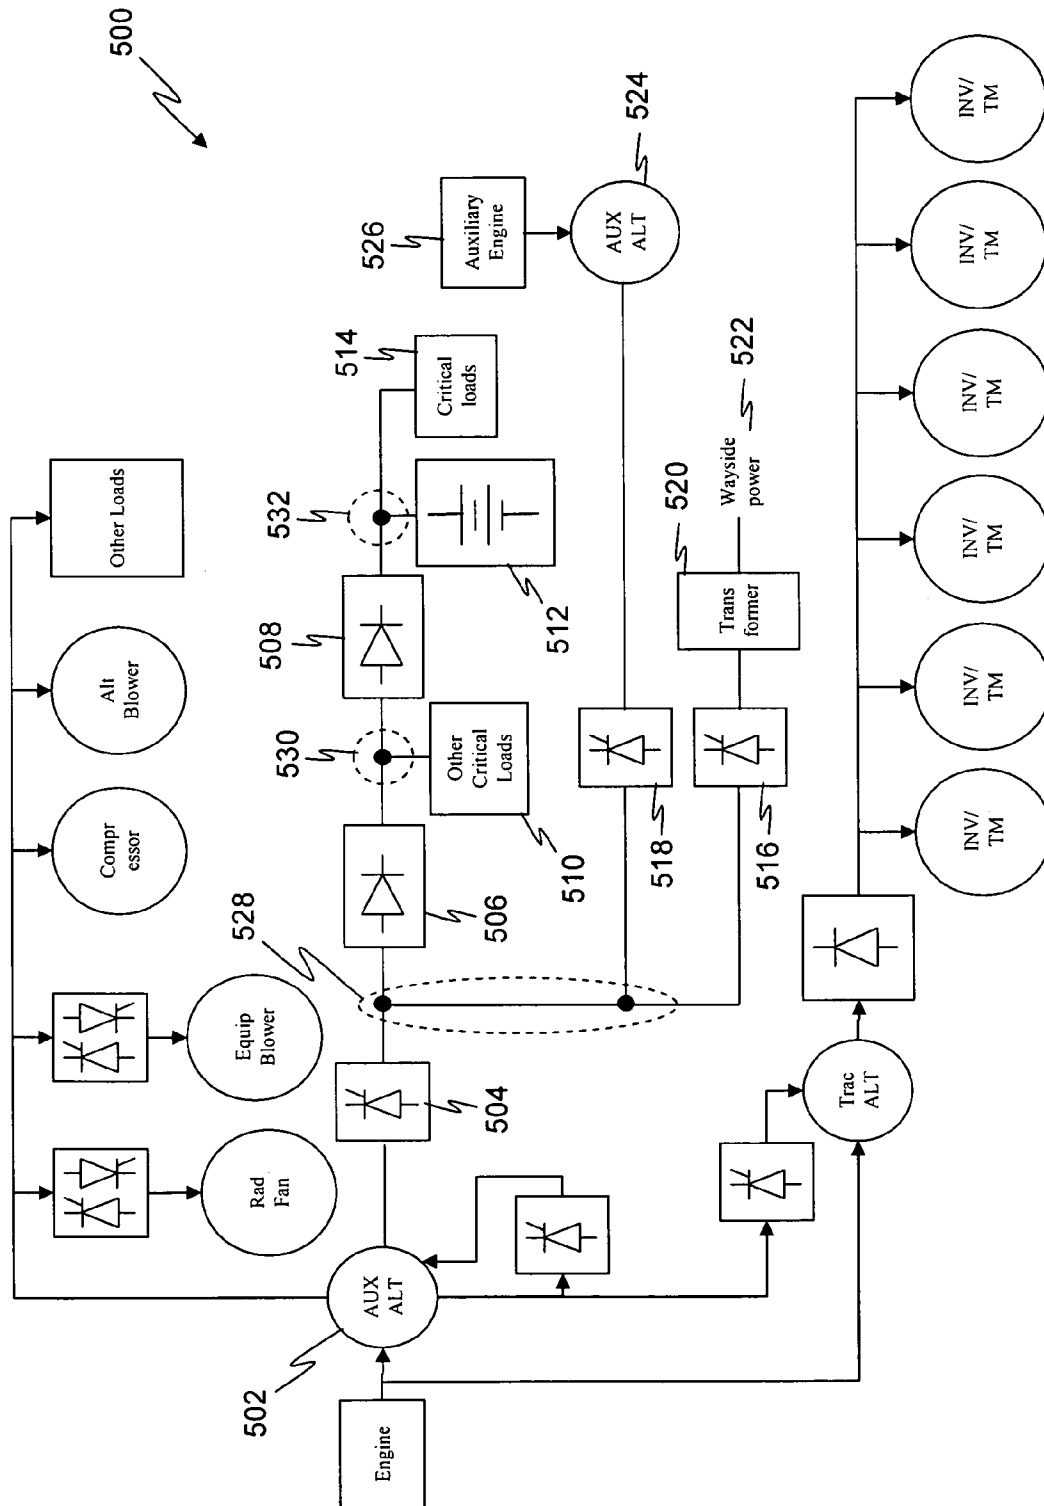 500
Other Loads
Alt
Blower
Compr
essor
Equip
Blower
Rad
Fan
526
Auxiliary
Engine
AUX
ALT
524
514
Critical
loads
532
512
508
530
Other
Critical
Loads
510
506
528
504
518
516
520
Trans
former
Wayside
power
522
AUX
ALT
502
Engine
Trac
ALT
INV/
TM
INV/
TM
INV/
TM
INV/
TM
INV/
TM
INV/
TM